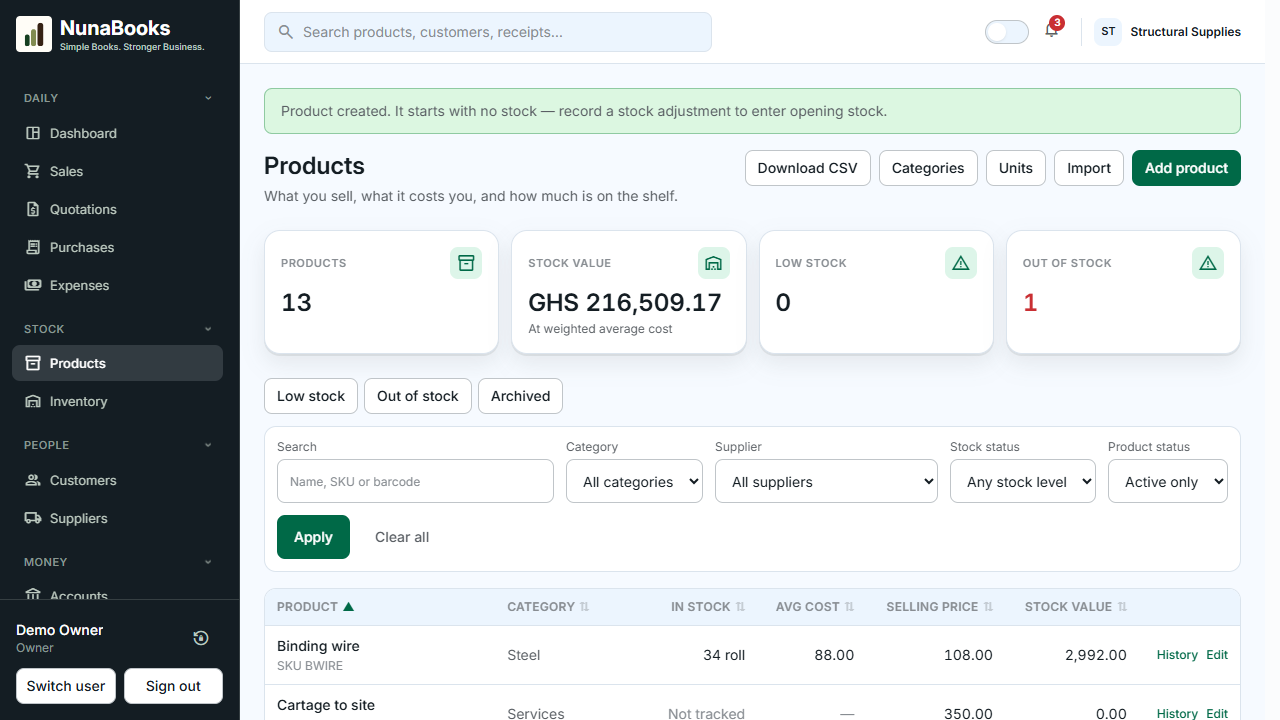 NunaBooks
Simple Books. Stronger Business.
DAILY
Dashboard
Sales
Quotations
Purchases
Expenses
STOCK
Products
Inventory
PEOPLE
Customers
Suppliers
MONEY
Accounts
Demo Owner
Owner
Switch user
Sign out
Search products, customers, receipts...
3
ST
Structural Supplies
Product created. It starts with no stock — record a stock adjustment to enter opening stock.
Products
What you sell, what it costs you, and how much is on the shelf.
Download CSV
Categories
Units
Import
Add product
PRODUCTS
13
STOCK VALUE
GHS 216,509.17
At weighted average cost
LOW STOCK
0
OUT OF STOCK
1
Low stock
Out of stock
Archived
Search
Name, SKU or barcode
Category
All categories
Supplier
All suppliers
Stock status
Any stock level
Product status
Active only
Apply
Clear all
PRODUCT CATEGORY IN STOCK AVG COST SELLING PRICE STOCK VALUE
Binding wire
SKU BWIRE
Steel 34 roll 88.00 108.00 2,992.00 History Edit
Cartage to site
Services Not tracked — 350.00 0.00 History Edit